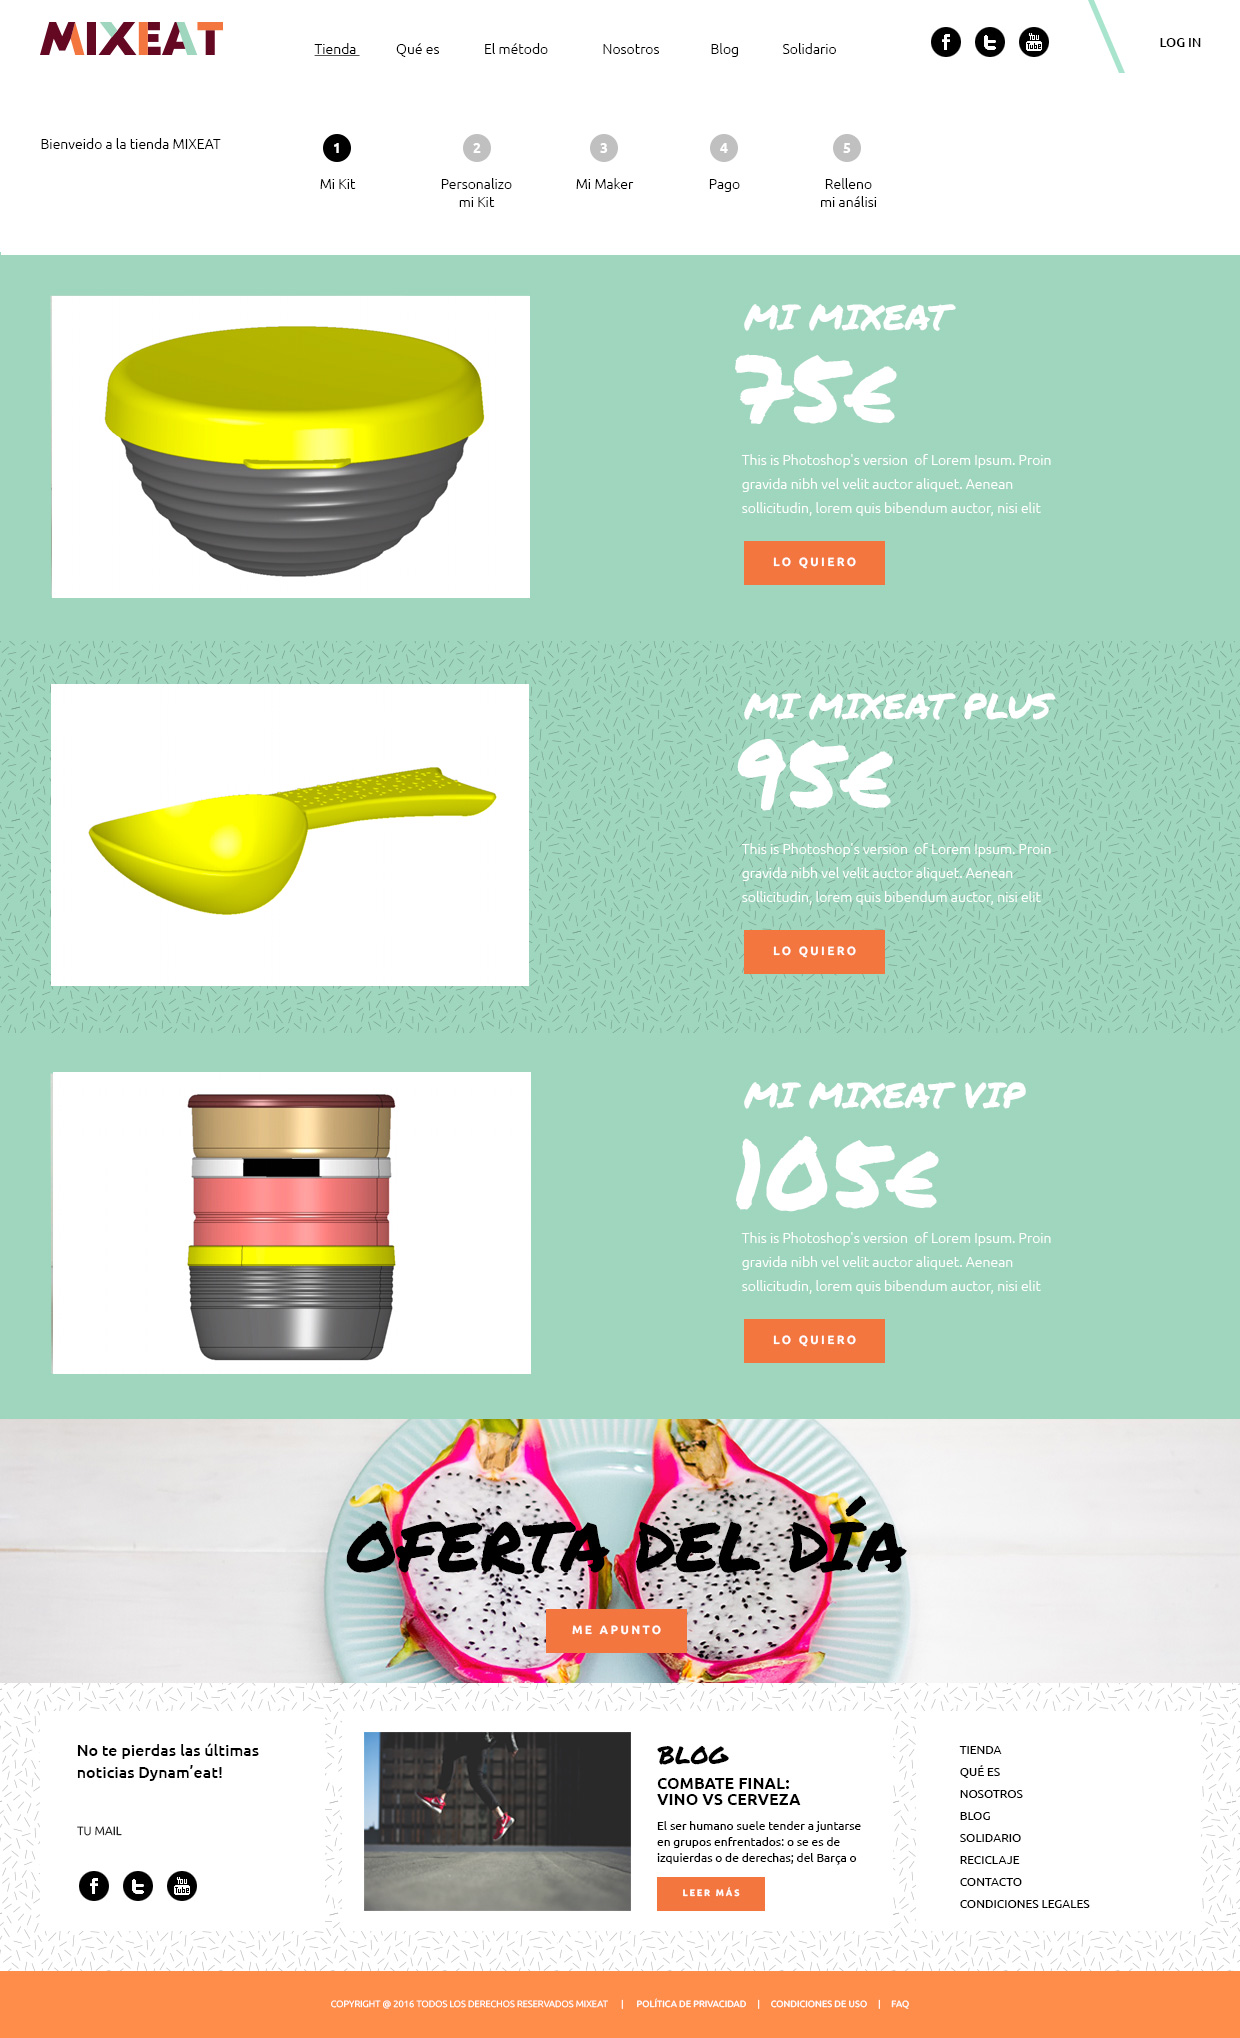 MIXEAT
Tienda Qué es El método Nosotros Blog Solidario
LOG IN
Bienveido a la tienda MIXEAT
1 2 3 4 5
Mi Kit
Personalizo
mi Kit
Mi Maker
Pago
Relleno
mi análisi
MI MIXEAT
75€
This is Photoshop's version of Lorem Ipsum. Proin
gravida nibh vel velit auctor aliquet. Aenean
sollicitudin, lorem quis bibendum auctor, nisi elit
LO QUIERO
MI MIXEAT PLUS
95€
This is Photoshop's version of Lorem Ipsum. Proin
gravida nibh vel velit auctor aliquet. Aenean
sollicitudin, lorem quis bibendum auctor, nisi elit
LO QUIERO
MI MIXEAT VIP
105€
This is Photoshop's version of Lorem Ipsum. Proin
gravida nibh vel velit auctor aliquet. Aenean
sollicitudin, lorem quis bibendum auctor, nisi elit
LO QUIERO
OFERTA DEL DÍA
ME APUNTO
No te pierdas las últimas
noticias Dynam'eat!
TU MAIL
You
Tube
BLOG
COMBATE FINAL:
VINO VS CERVEZA
El ser humano suele tender a juntarse
en grupos enfrentados: o se es de
izquierdas o de derechas; del Barça o
LEER MÁS
TIENDA
QUÉ ES
NOSOTROS
BLOG
SOLIDARIO
RECICLAJE
CONTACTO
CONDICIONES LEGALES
COPYRIGHT @ 2016 TODOS LOS DERECHOS RESERVADOS MIXEAT | POLÍTICA DE PRIVACIDAD | CONDICIONES DE USO | FAQ